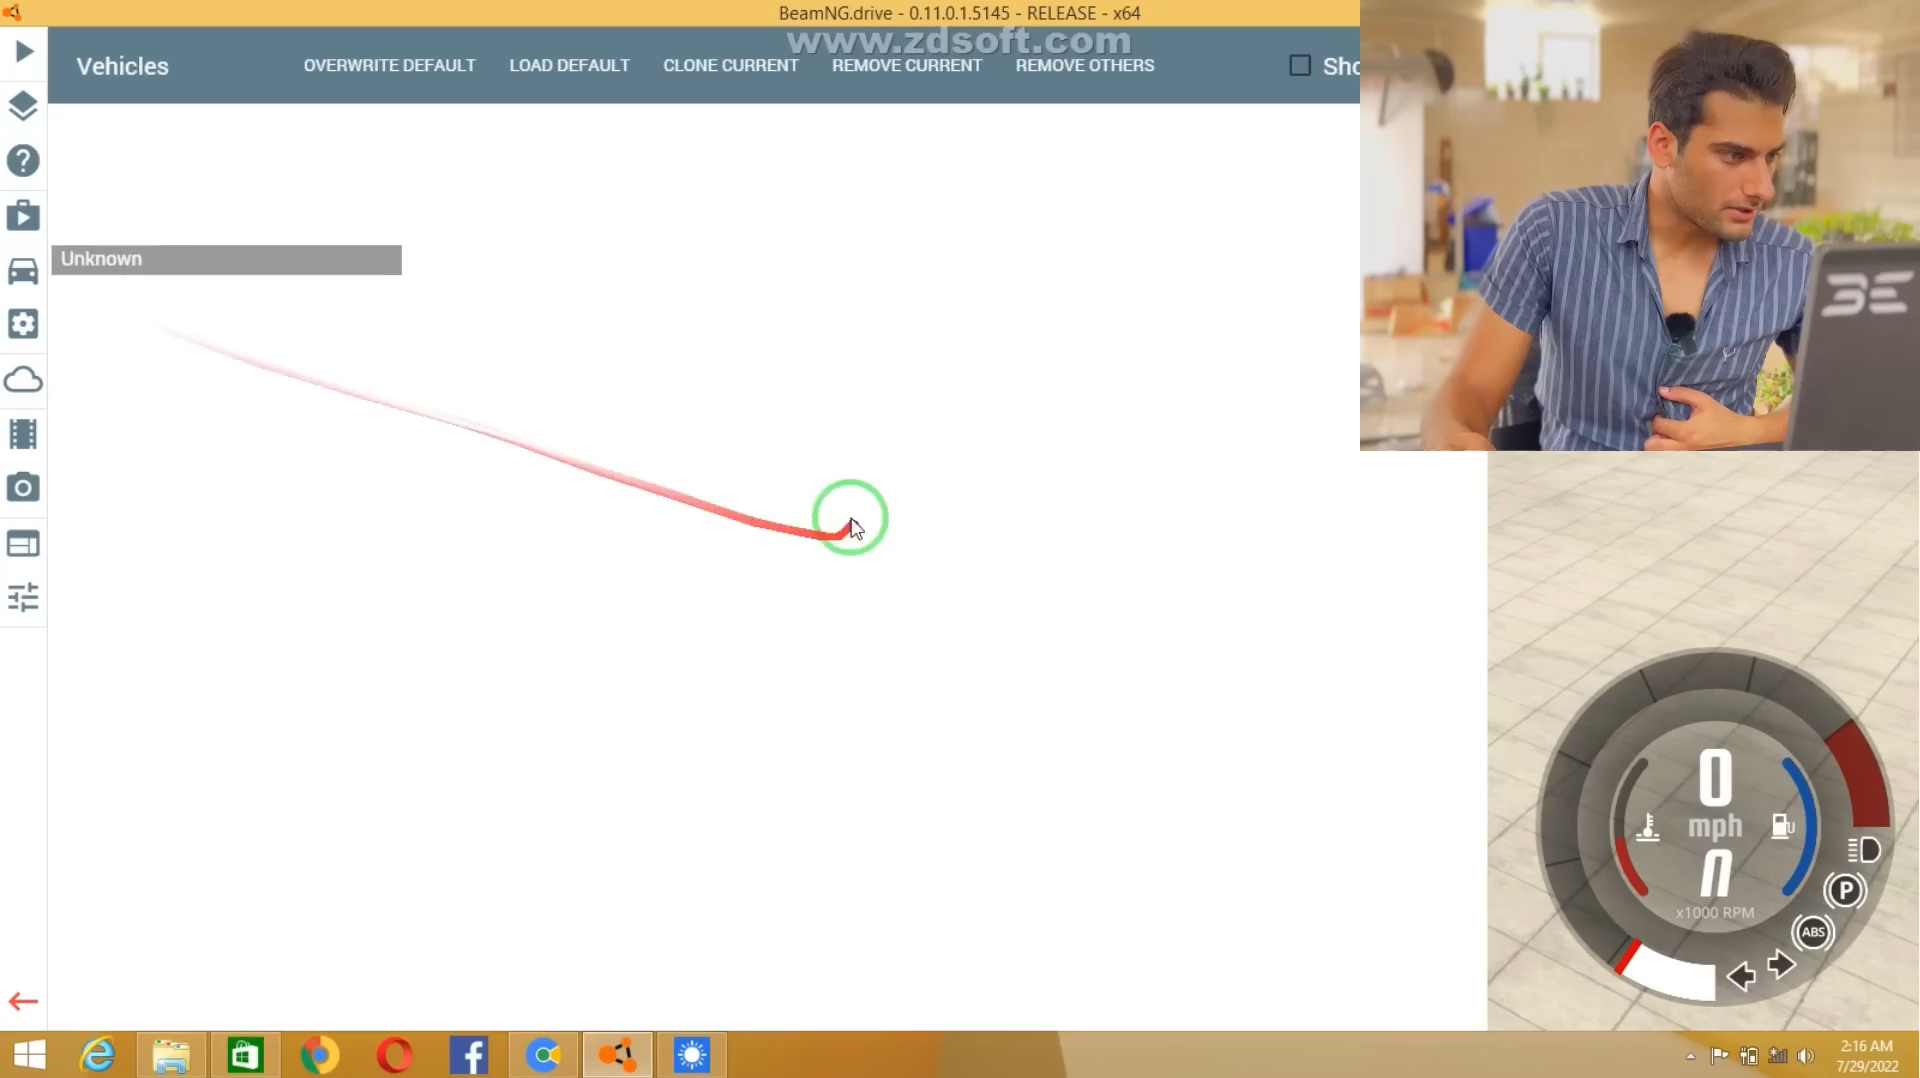 BeamNG.drive - 0.11.0.1.5145 - RELEASE - x64
www.zdsoft.com
Vehicles
OVERWRITE DEFAULT
LOAD DEFAULT
CLONE CURRENT
REMOVE CURRENT
REMOVE OTHERS
Sho
Unknown
0
mph
n
x1000 RPM
P
ABS
2:16 AM
7/29/2022